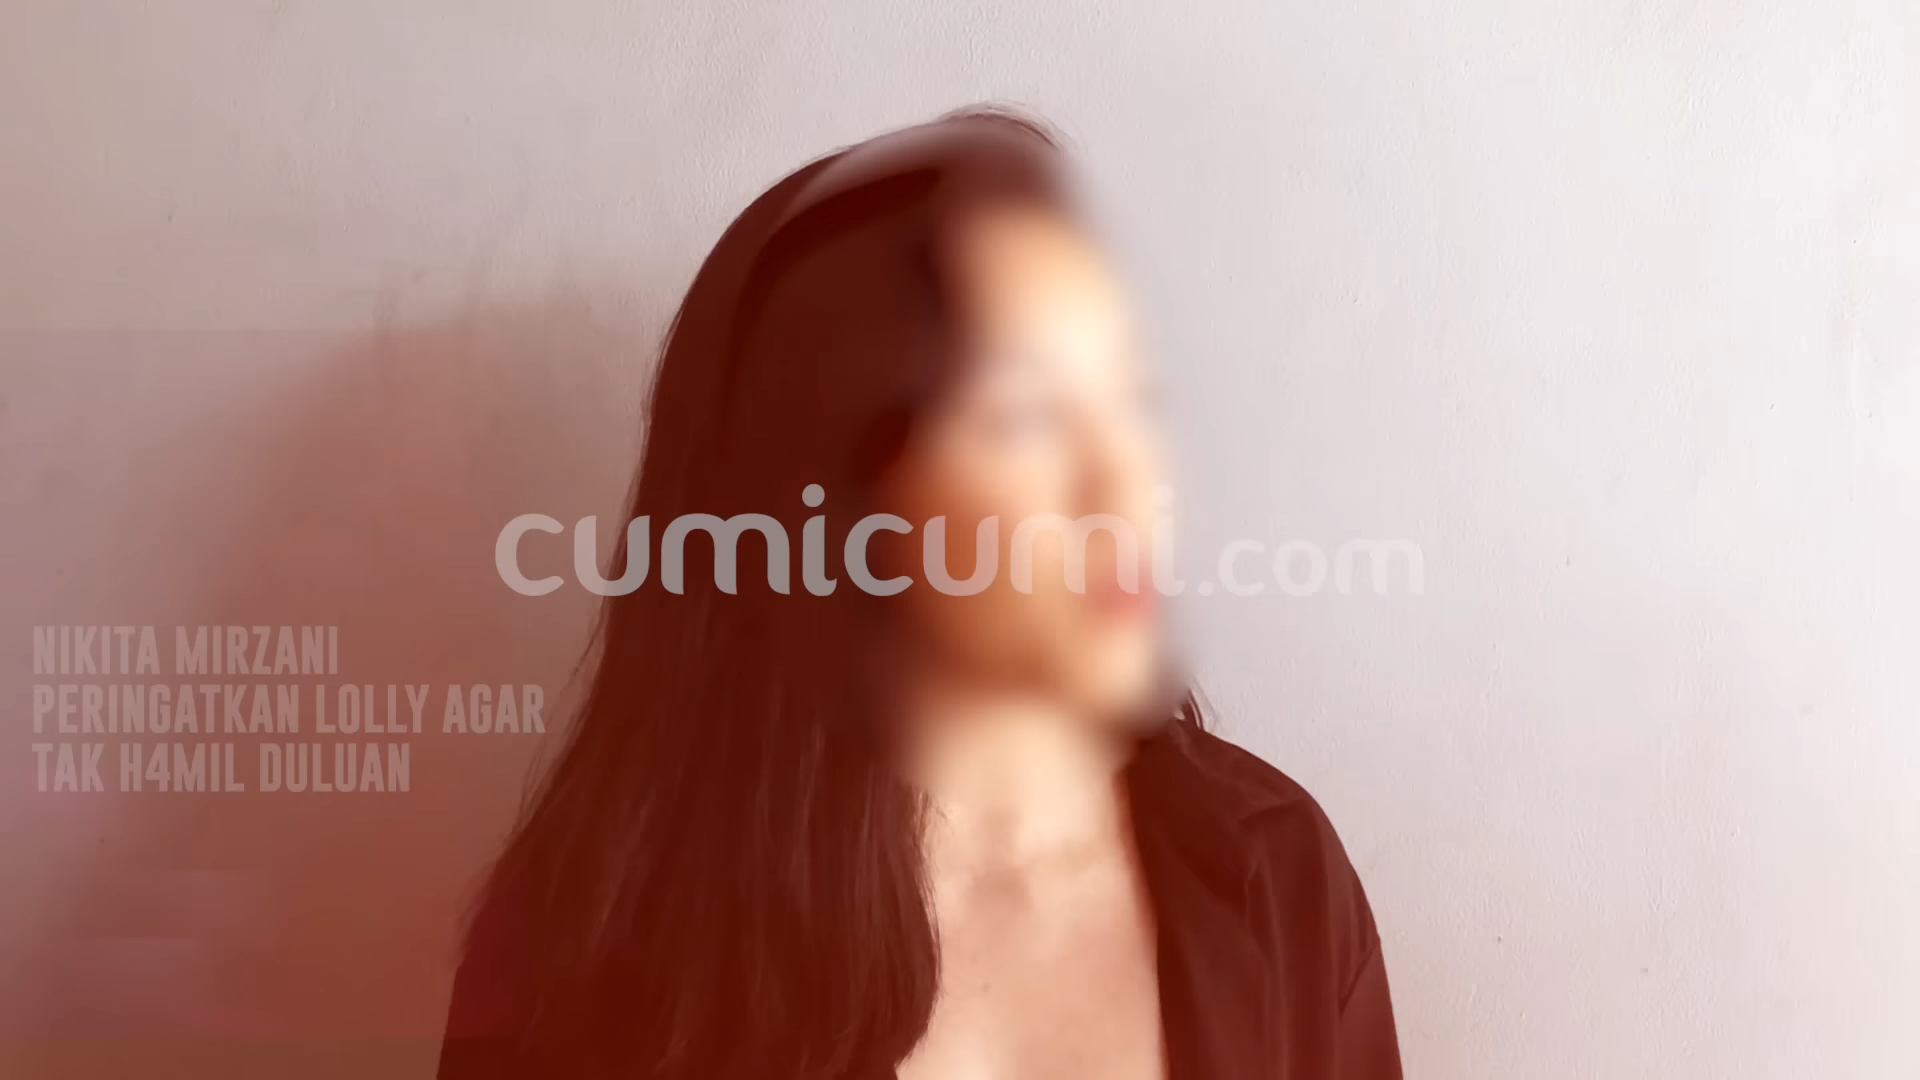 cumicumi.com
NIKITA MIRZANI
PERINGATKAN LOLLY AGAR
TAK H4MIL DULUAN